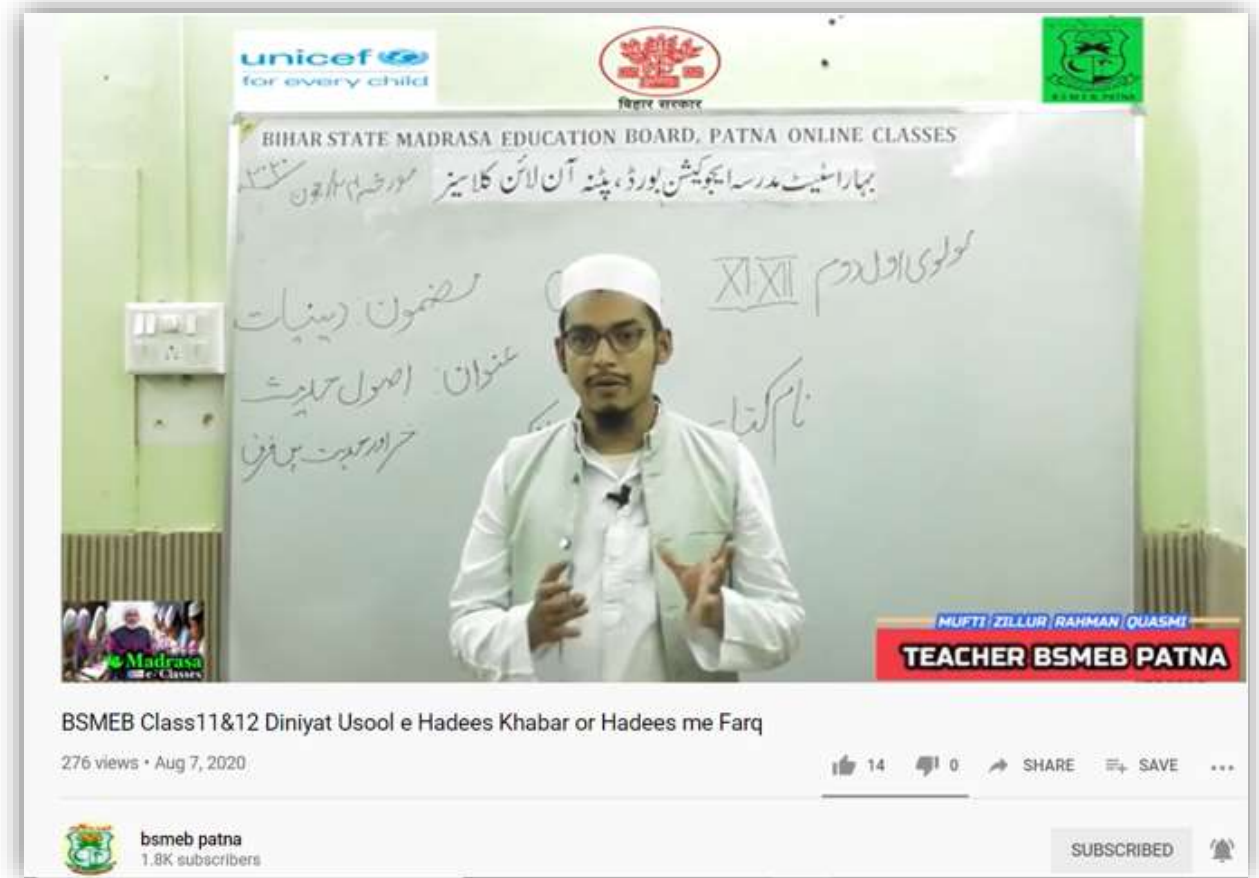 unicef
for every child
बिहार सरकार
B.S.M.E.B. PATNA
BIHAR STATE MADRASA EDUCATION BOARD, PATNA ONLINE CLASSES
بہار اسٹیٹ مدرسہ ایجوکیشن بورڈ، پٹنہ آن لائن کلاسیز
مولوی اول دوم XI XII
مضمون دینیات
نام کتاب
عنوان: اصول حدیث
خبر اور حدیث میں فرق
Madrasa
e-Classes
MUFTI ZILLUR RAHMAN QUASMI
TEACHER BSMEB PATNA
BSMEB Class11&12 Diniyat Usool e Hadees Khabar or Hadees me Farq
276 views • Aug 7, 2020
14 0 SHARE SAVE
bsmeb patna
1.8K subscribers
SUBSCRIBED